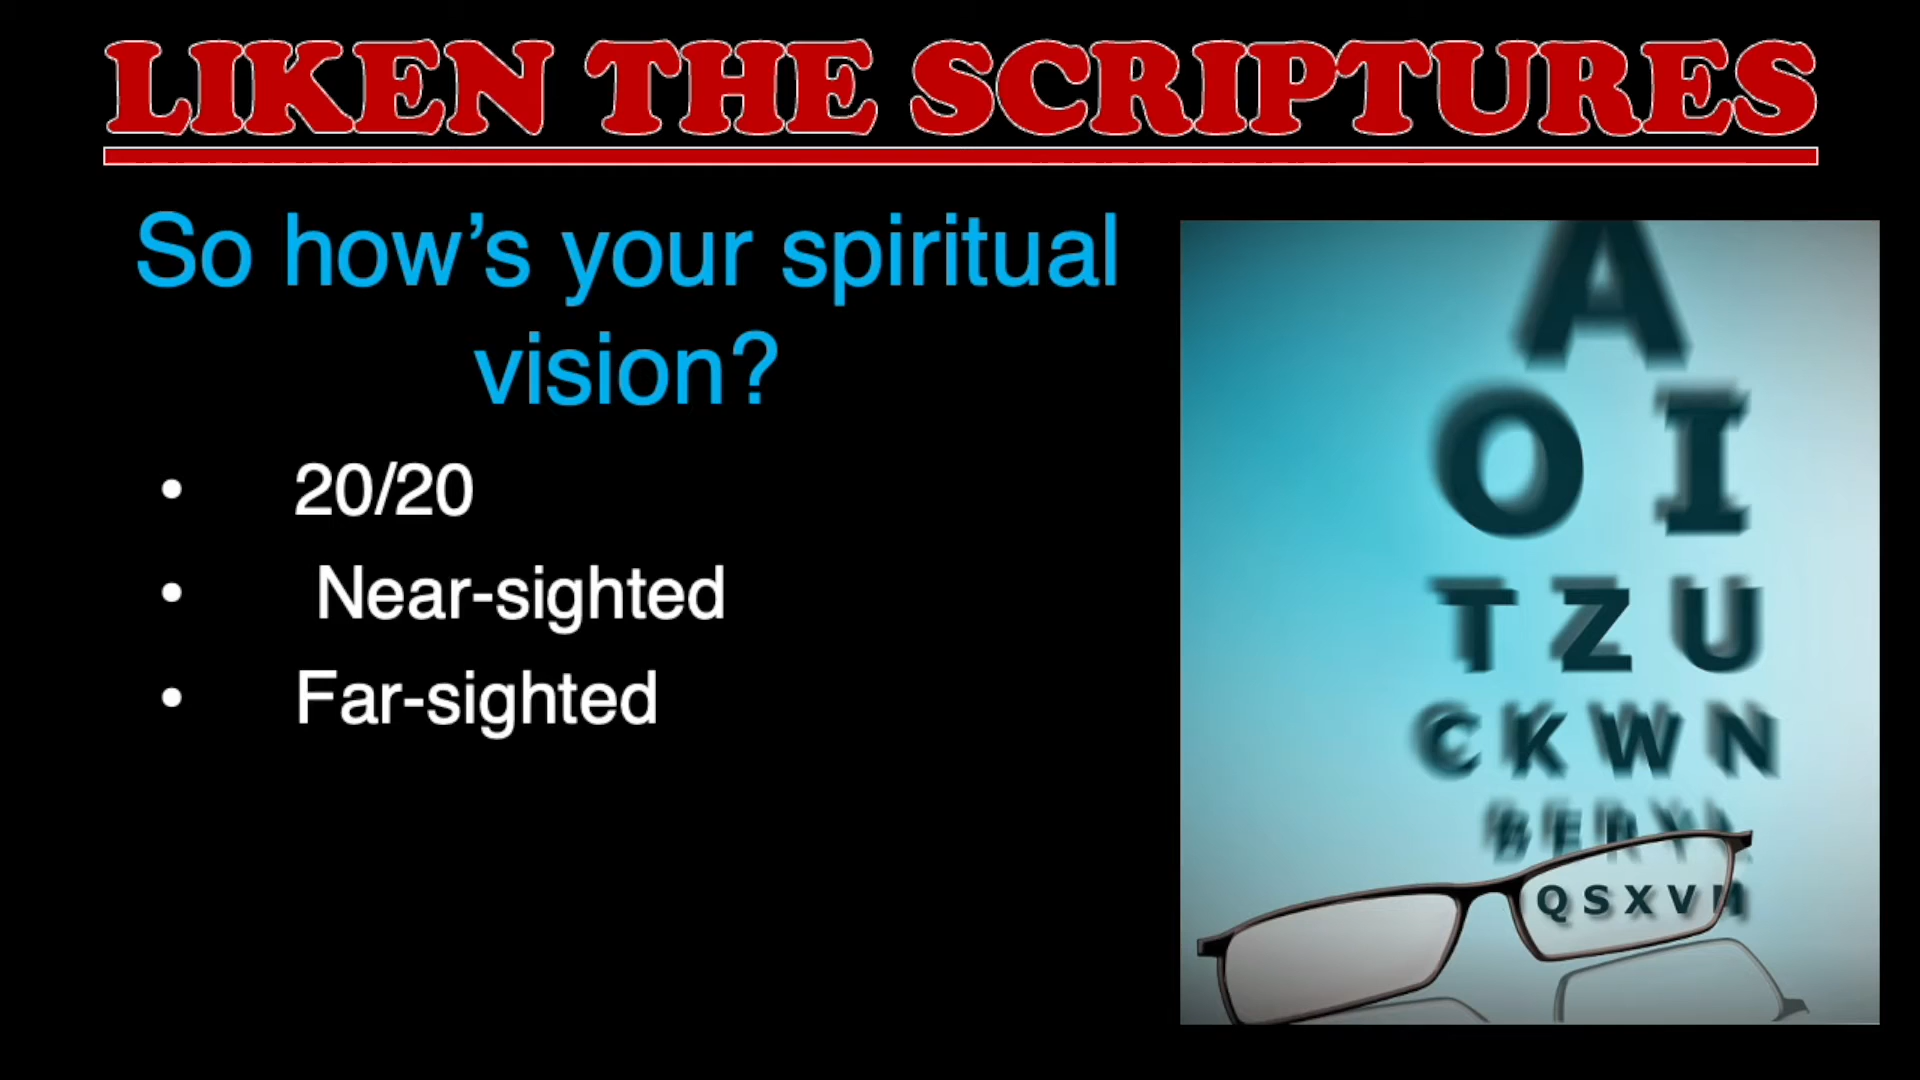 LIKEN THE SCRIPTURES
So how’s your spiritual
vision?
• 20/20
• Near-sighted
• Far-sighted
A
O I
T Z U
C K W N
B E R Y L
Q S X V M